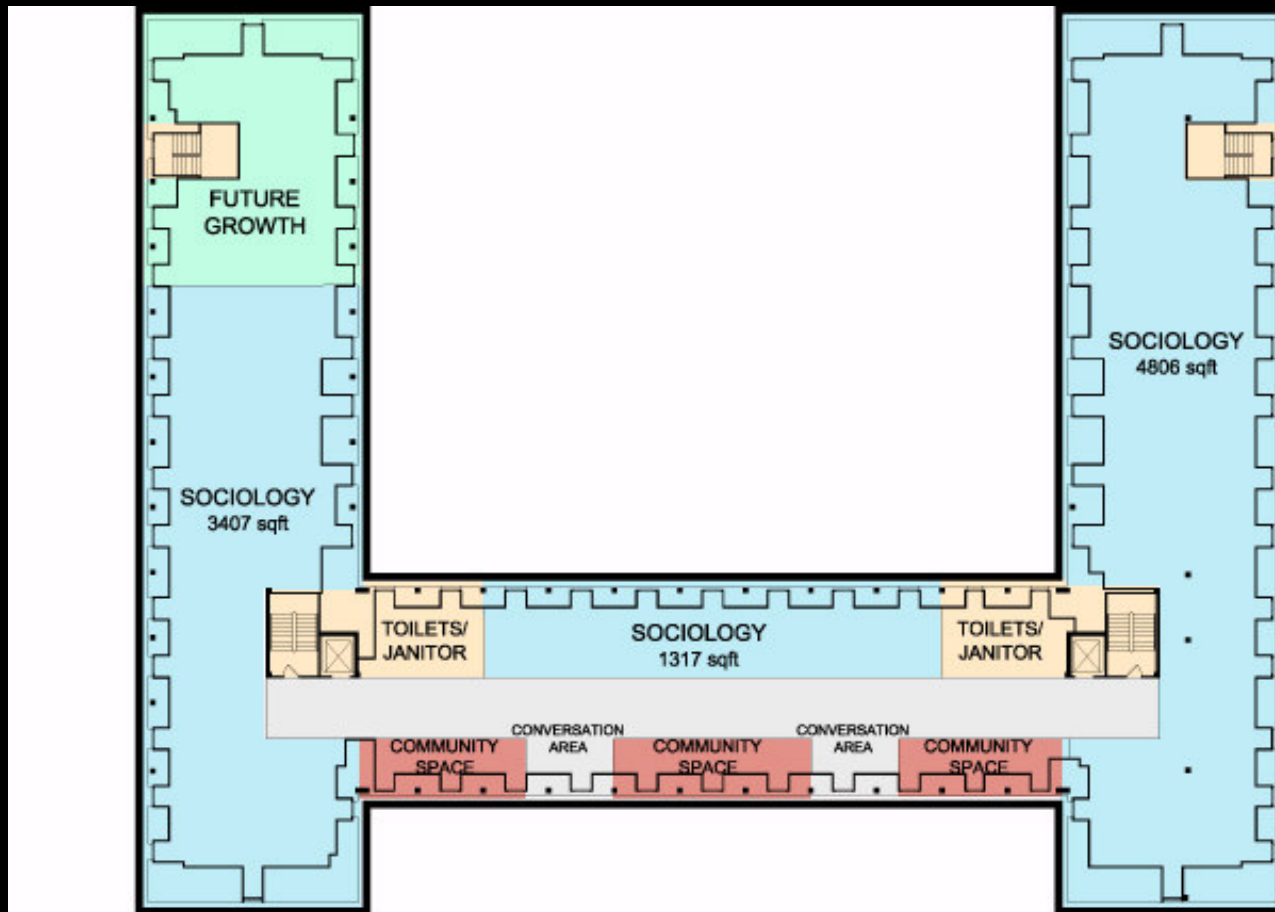 FUTURE
GROWTH
SOCIOLOGY
4806 sqft
SOCIOLOGY
3407 sqft
TOILETS/
JANITOR
SOCIOLOGY
1317 sqft
TOILETS/
JANITOR
COMMUNITY
SPACE
CONVERSATION
AREA
COMMUNITY
SPACE
CONVERSATION
AREA
COMMUNITY
SPACE